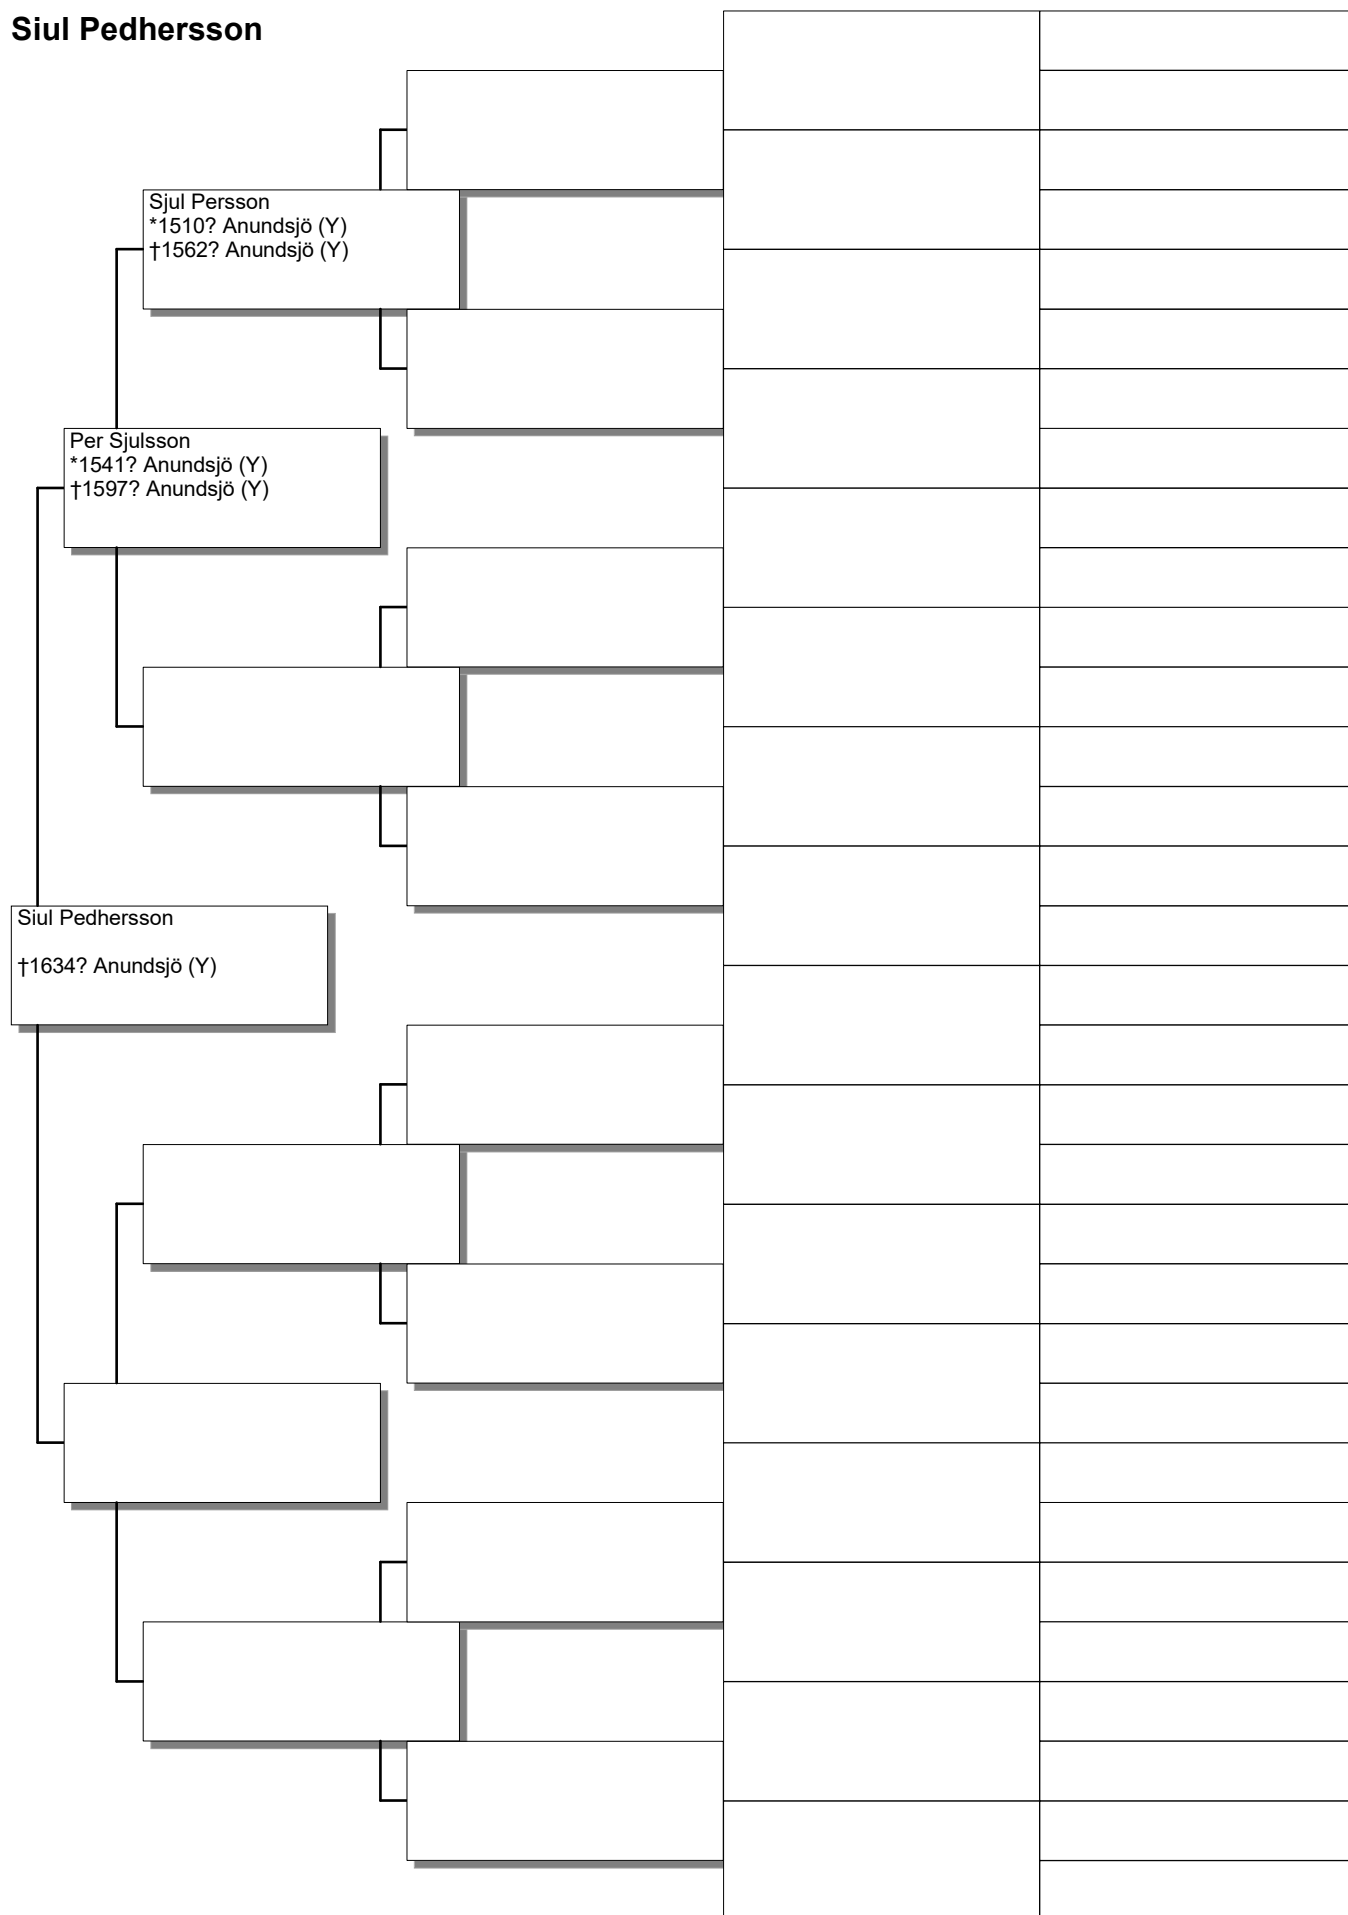 Siul Pedhersson
Sjul Persson
*1510? Anundsjö (Y)
†1562? Anundsjö (Y)
Per Sjulsson
*1541? Anundsjö (Y)
†1597? Anundsjö (Y)
Siul Pedhersson
†1634? Anundsjö (Y)